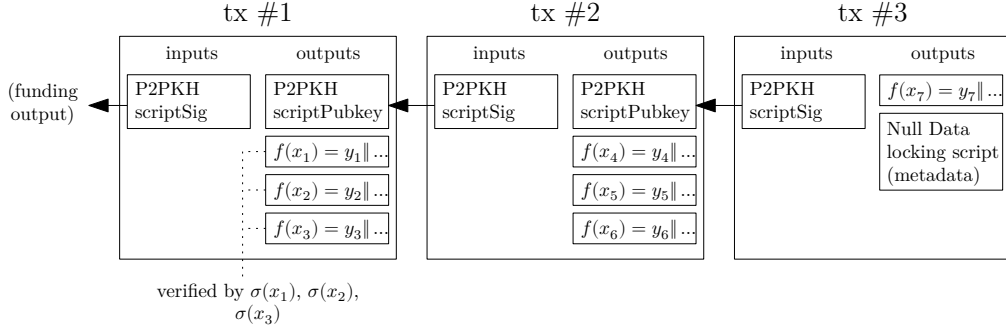 tx #1
tx #2
tx #3
inputs
outputs
inputs
outputs
inputs
outputs
(funding
output)
P2PKH
scriptSig
P2PKH
scriptPubkey
f(x₁) = y₁‖ ...
f(x₂) = y₂‖ ...
f(x₃) = y₃‖ ...
P2PKH
scriptSig
P2PKH
scriptPubkey
f(x₄) = y₄‖ ...
f(x₅) = y₅‖ ...
f(x₆) = y₆‖ ...
P2PKH
scriptSig
f(x₇) = y₇‖ ...
Null Data
locking script
(metadata)
verified by σ(x₁), σ(x₂),
σ(x₃)